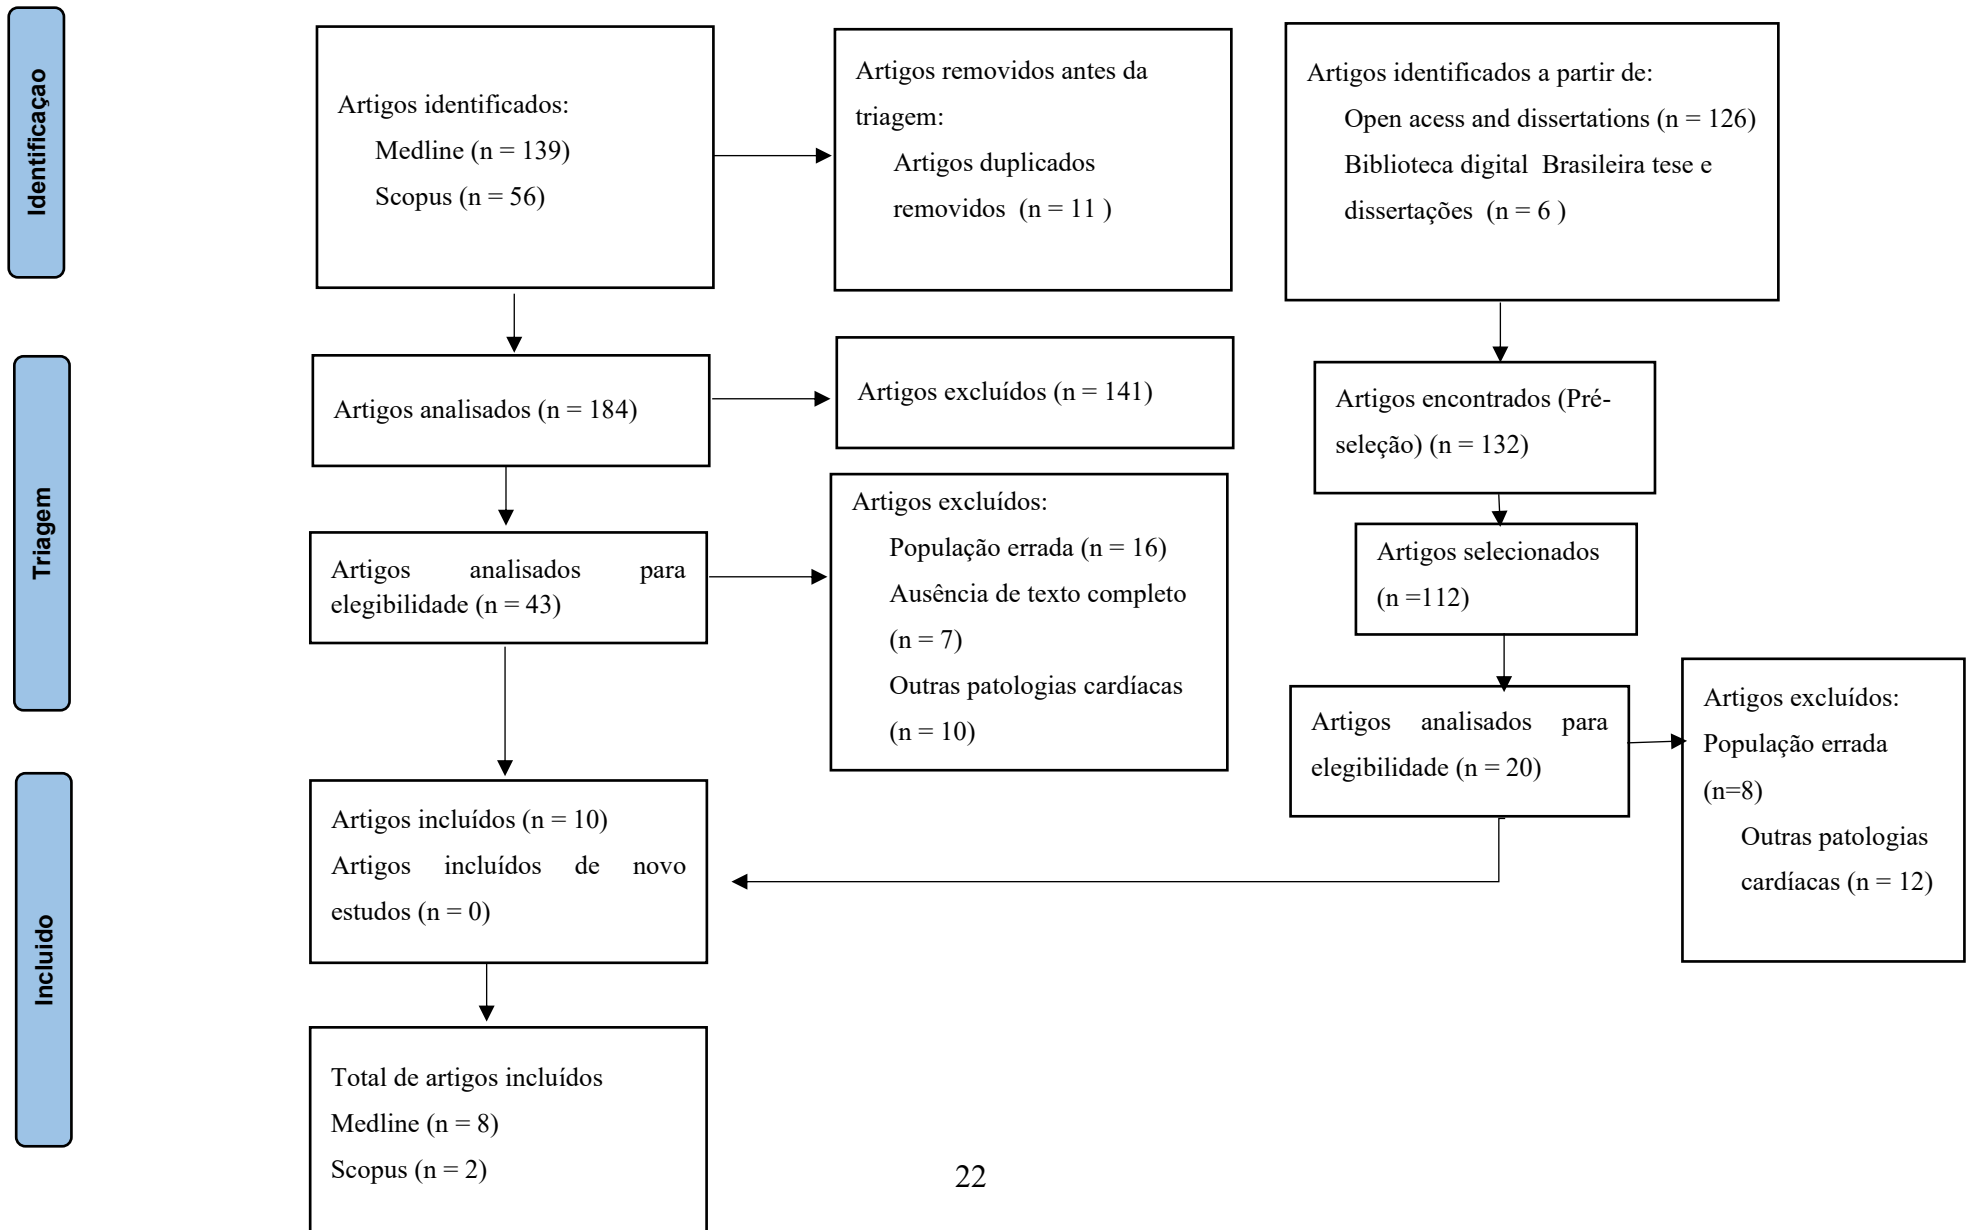 Identificaçao
Artigos identificados:
Medline (n = 139)
Scopus (n = 56)
Artigos removidos antes da
triagem:
Artigos duplicados
removidos (n = 11 )
Artigos identificados a partir de:
Open acess and dissertations (n = 126)
Biblioteca digital Brasileira tese e
dissertações (n = 6 )
Triagem
Artigos analisados (n = 184)
Artigos excluídos (n = 141)
Artigos encontrados (Pré-
seleção) (n = 132)
Artigos analisados para
elegibilidade (n = 43)
Artigos excluídos:
População errada (n = 16)
Ausência de texto completo
(n = 7)
Outras patologias cardíacas
(n = 10)
Artigos selecionados
(n =112)
Artigos analisados para
elegibilidade (n = 20)
Artigos excluídos:
População errada
(n=8)
Outras patologias
cardíacas (n = 12)
Incluido
Artigos incluídos (n = 10)
Artigos incluídos de novo
estudos (n = 0)
Total de artigos incluídos
Medline (n = 8)
Scopus (n = 2)
22